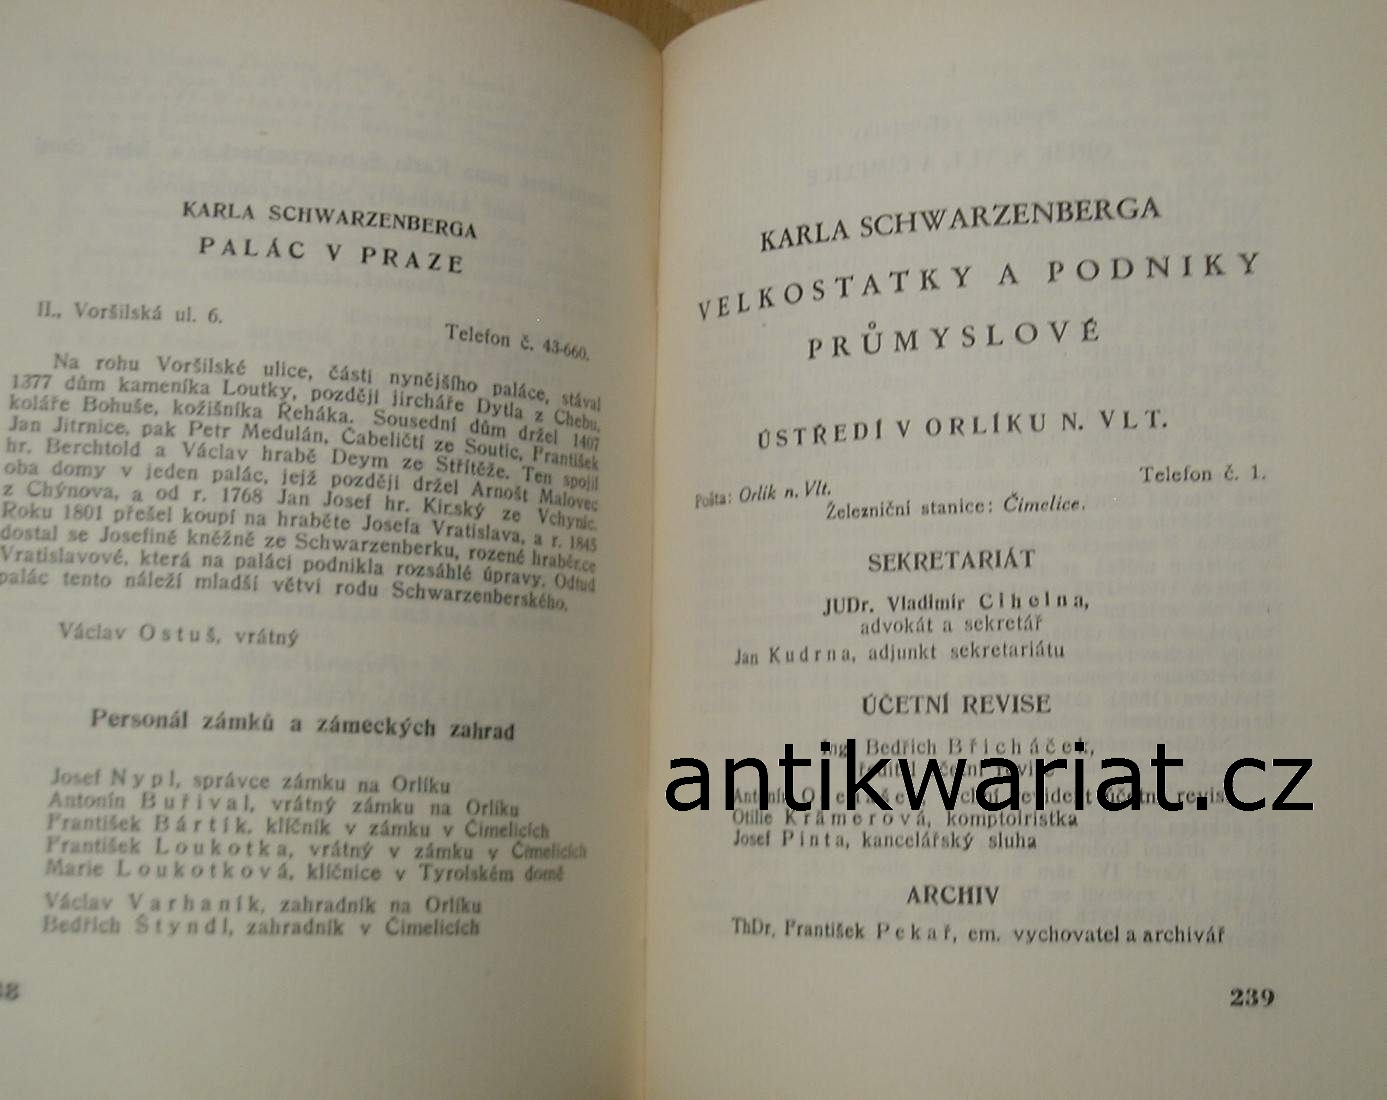 KARLA SCHWARZENBERGA
PALÁC V PRAZE
II., Voršilská ul. 6.
Telefon č. 43-660.
Na rohu Voršilské ulice, části nynějšího paláce, stával
1377 dům kameníka Loutky, později jircháře Dytla z Chebu,
koláře Bohuše, kožišníka Řeháka. Sousední dům držel 1407
Jan Jitrnice, pak Petr Medulán, Čabeličtí ze Soutic, František
hr. Berchtold a Václav hrabě Deym ze Střítěže. Ten spojil
oba domy v jeden palác, jejž později držel Arnošt Malovec
z Chýnova, a od r. 1768 Jan Josef hr. Kinský ze Vchynic.
Roku 1801 přešel koupí na hraběte Josefa Vratislava, a r. 1845
dostal se Josefině kněžně ze Schwarzenberku, rozené hraběnce
Vratislavové, která na paláci podnikla rozsáhlé úpravy. Odtud
palác tento náleží mladší větvi rodu Schwarzenberského.
Václav Ostuš, vrátný
Personál zámků a zámeckých zahrad
Josef Nypl, správce zámku na Orlíku
Antonín Buřival, vrátný zámku na Orlíku
František Bártík, klíčník v zámku v Čimelicích
František Loukotka, vrátný v zámku v Čimelicích
Marie Loukotková, klíčnice v Tyrolském domě
Václav Varhaník, zahradník na Orlíku
Bedřich Štyndl, zahradník v Čimelicích
38
KARLA SCHWARZENBERGA
VELKOSTATKY A PODNIKY
PRŮMYSLOVÉ
ÚSTŘEDÍ V ORLÍKU N. VLT.
Telefon č. 1.
Pošta: Orlík n. Vlt.
Železniční stanice: Čimelice.
SEKRETARIÁT
JUDr. Vladimír Cihelna,
advokát a sekretář
Jan Kudrna, adjunkt sekretariátu
ÚČETNÍ REVISE
Ing. Bedřich Břicháček,
ředitel účetní revise
Antonín vrchní revident účetní revise
Otilie Krámerová, komptoiristka
Josef Pinta, kancelářský sluha
antikwariat.cz
ARCHIV
ThDr. František Pekař, em. vychovatel a archivář
239